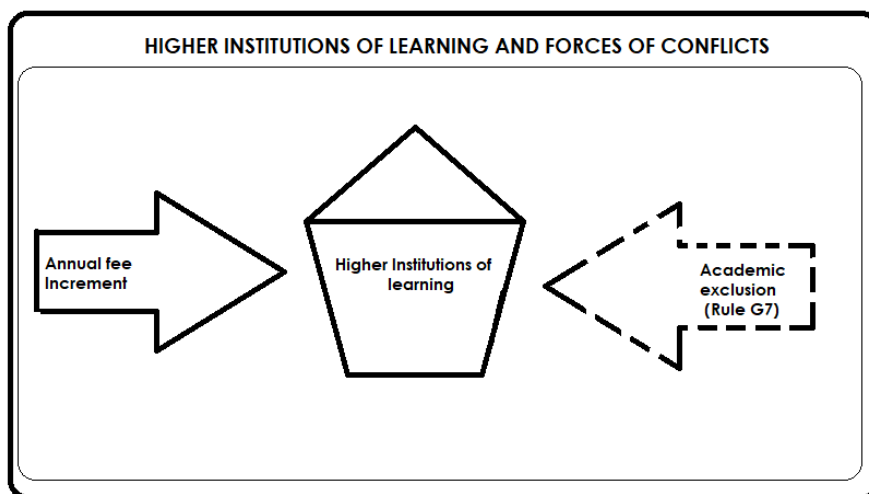 HIGHER INSTITUTIONS OF LEARNING AND FORCES OF CONFLICTS
Annual fee
Increment
Higher Institutions of
learning
Academic
exclusion
(Rule G7)